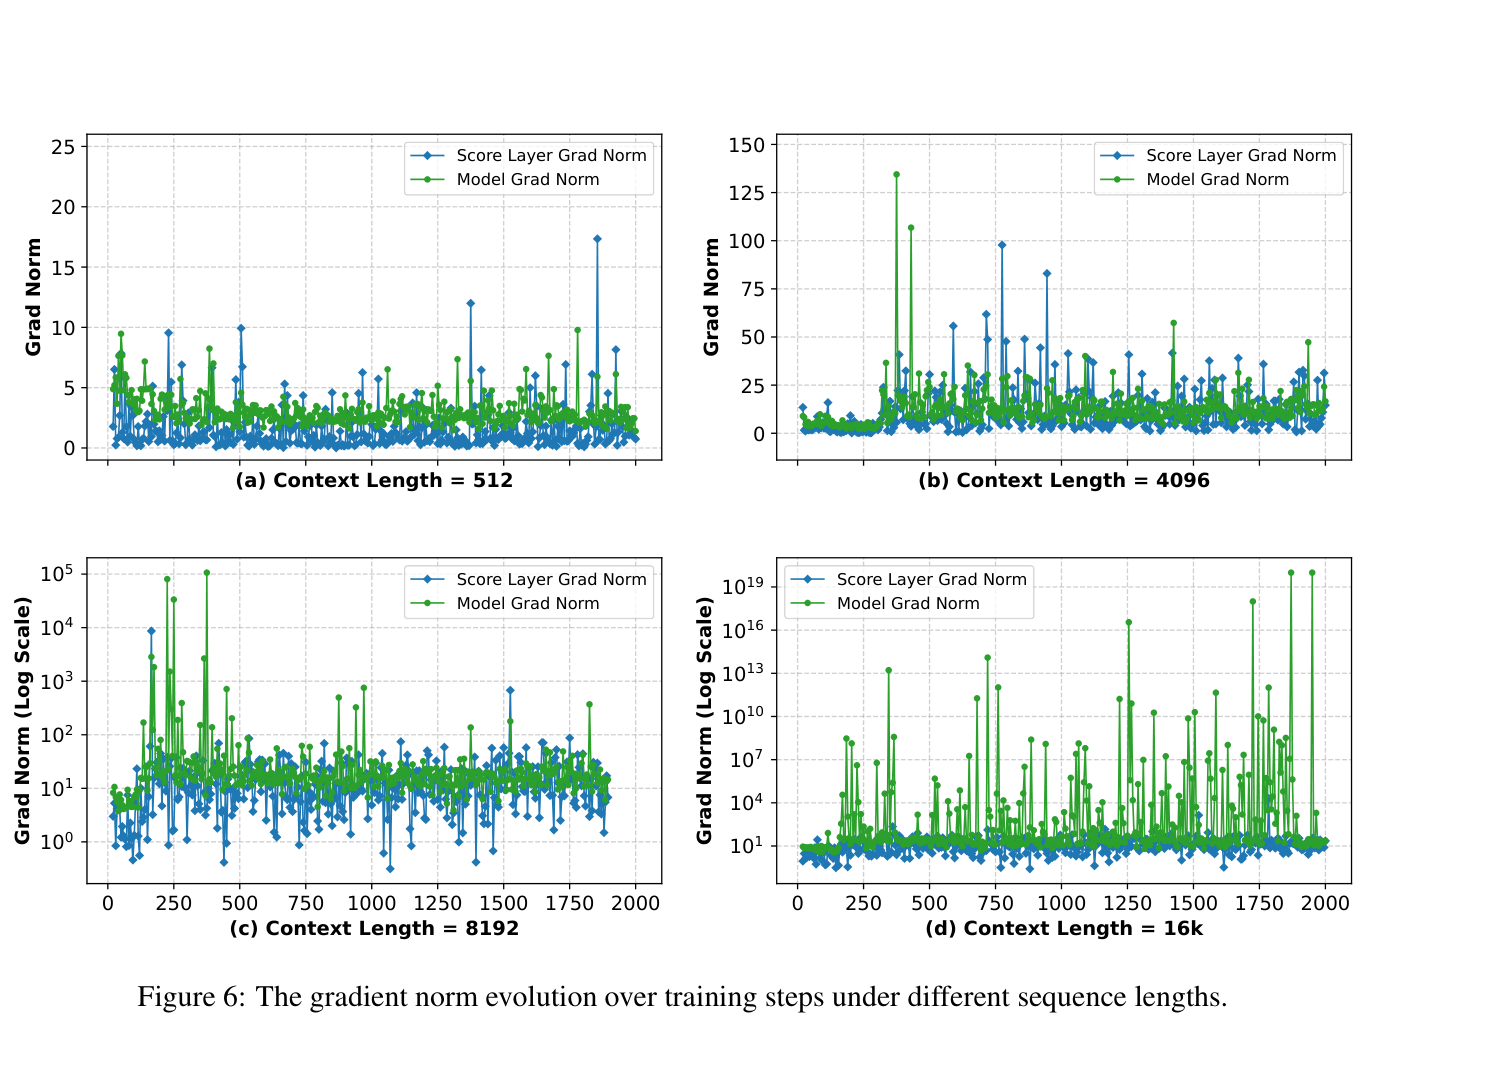 25
20
15
10
5
0
Grad Norm
Score Layer Grad Norm
Model Grad Norm
(a) Context Length = 512
150
125
100
75
50
25
0
Grad Norm
Score Layer Grad Norm
Model Grad Norm
(b) Context Length = 4096
10^5
10^4
10^3
10^2
10^1
10^0
Grad Norm (Log Scale)
Score Layer Grad Norm
Model Grad Norm
0 250 500 750 1000 1250 1500 1750 2000
(c) Context Length = 8192
10^19
10^16
10^13
10^10
10^7
10^4
10^1
Grad Norm (Log Scale)
Score Layer Grad Norm
Model Grad Norm
0 250 500 750 1000 1250 1500 1750 2000
(d) Context Length = 16k
Figure 6: The gradient norm evolution over training steps under different sequence lengths.